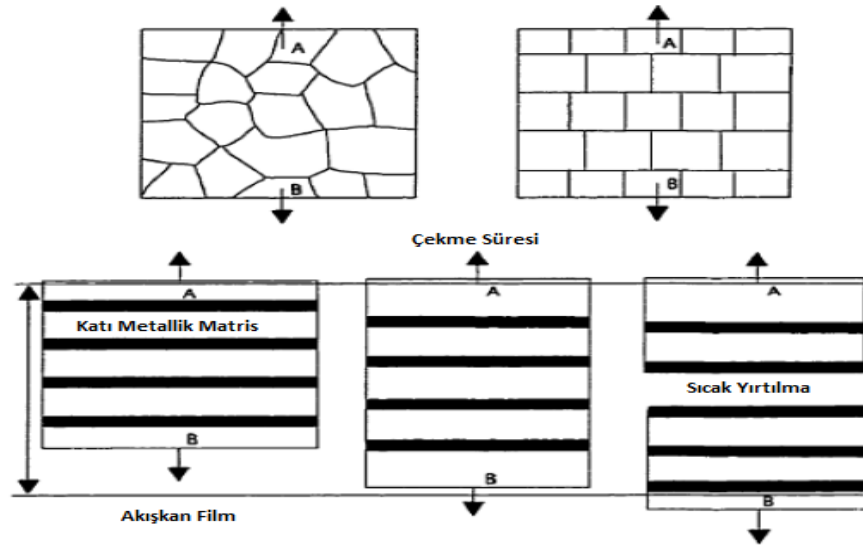 A
B
A
B
Çekme Süresi
A
Katı Metallik Matris
B
A
B
A
Sıcak Yırtılma
B
Akışkan Film